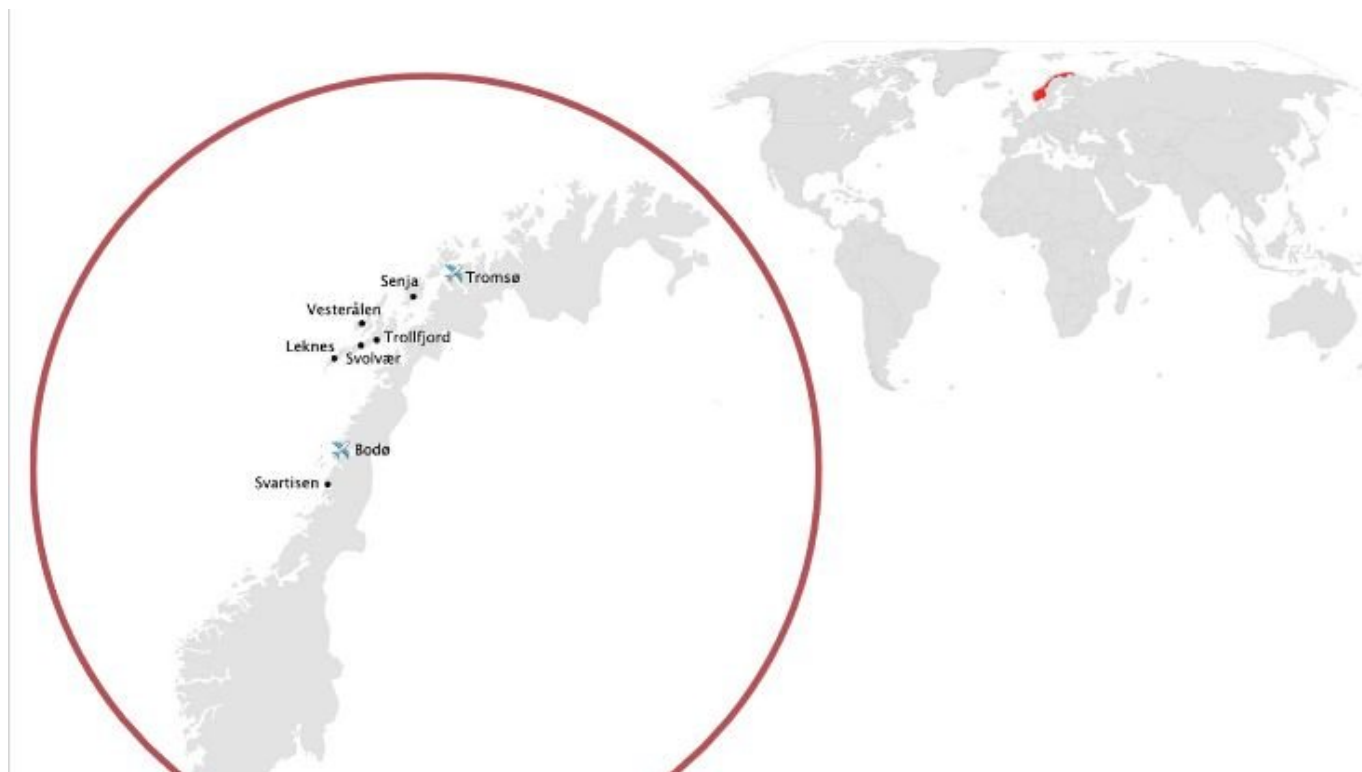 Tromsø
Senja
Vesterålen
Trollfjord
Leknes
Svolvær
Bodø
Svartisen